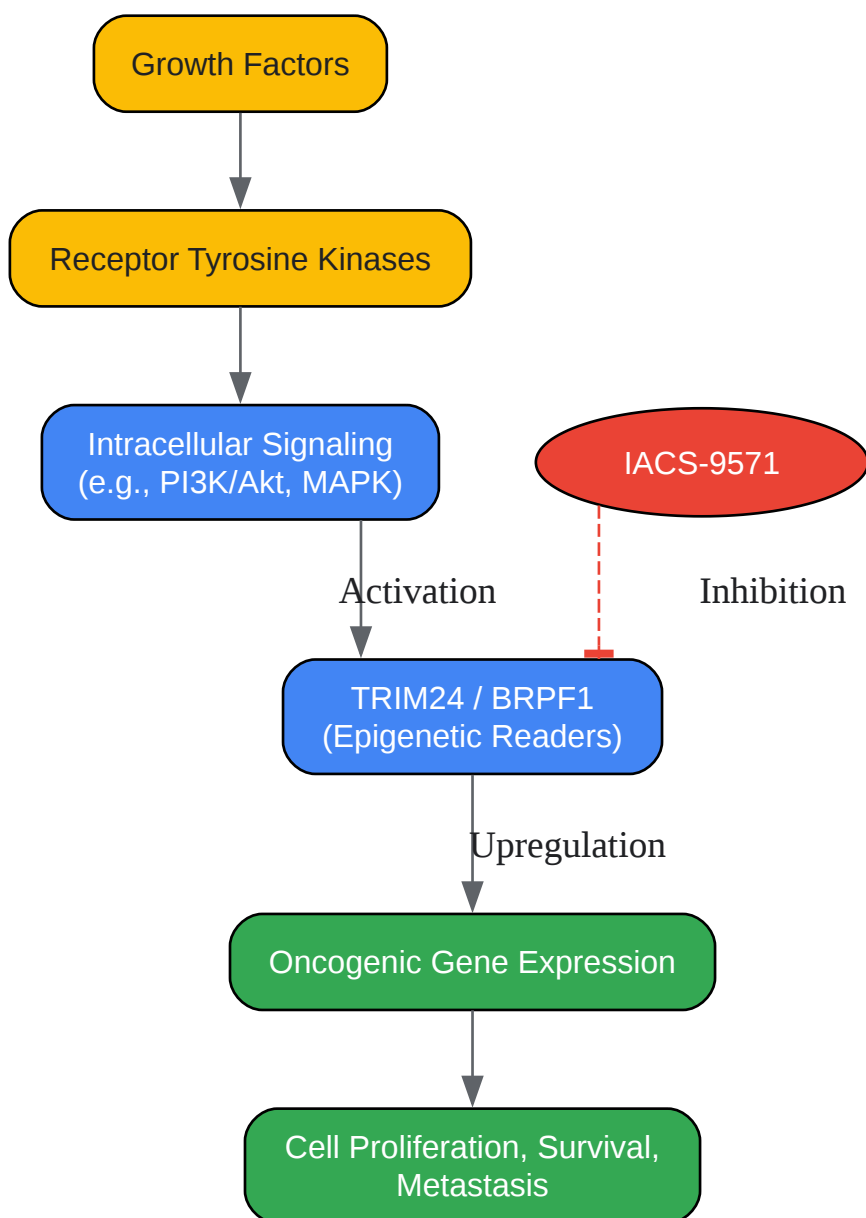 Growth Factors
Receptor Tyrosine Kinases
Intracellular Signaling
(e.g., PI3K/Akt, MAPK)
IACS-9571
Activation
Inhibition
TRIM24 / BRPF1
(Epigenetic Readers)
Upregulation
Oncogenic Gene Expression
Cell Proliferation, Survival,
Metastasis